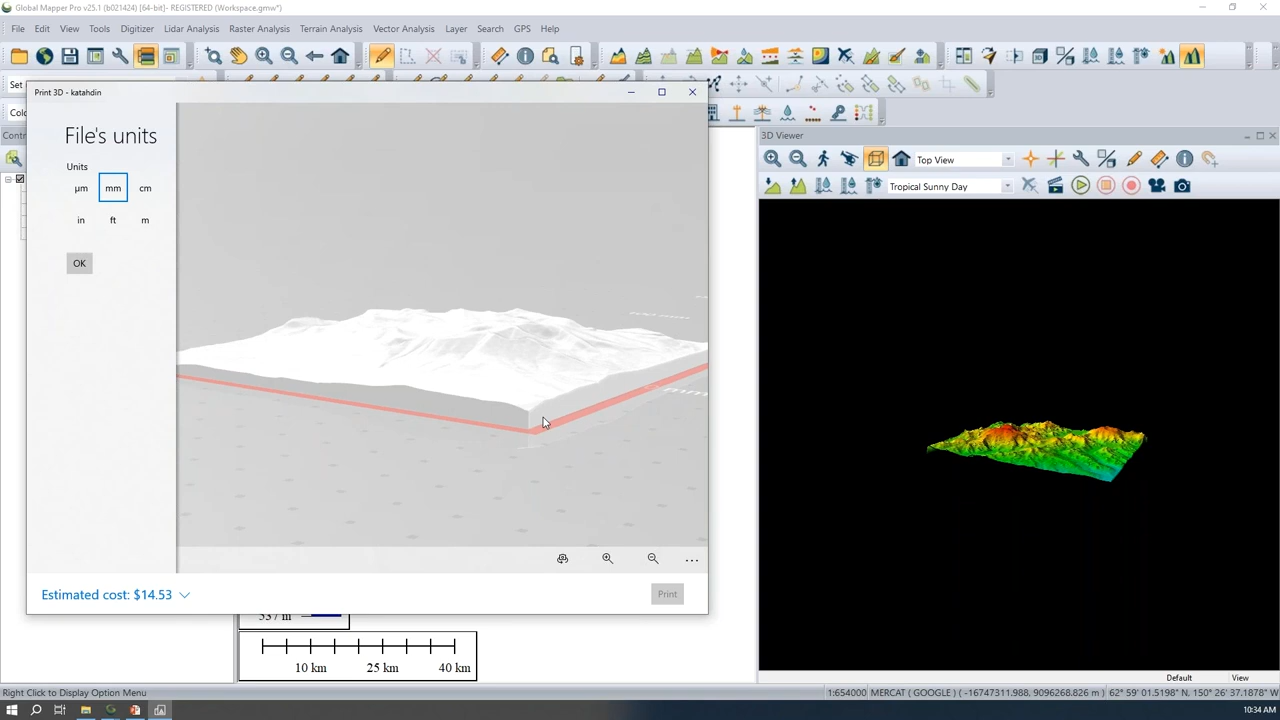 Global Mapper Pro v25.1 (b021424) [64-bit] - REGISTERED (Workspace.gmw*)
File Edit View Tools Digitizer Lidar Analysis Raster Analysis Terrain Analysis Vector Analysis Layer Search GPS Help
Set
Print 3D - katahdin
File's units
Units
µm mm cm
in ft m
OK
Estimated cost: $14.53
Print
3D Viewer
Top View
Tropical Sunny Day
10 km 25 km 40 km
Default View
Right Click to Display Option Menu
1:654000 MERCAT ( GOOGLE ) ( -16747311.988, 9096268.826 m ) 62° 59' 01.5198" N, 150° 26' 37.1878" W
10:34 AM